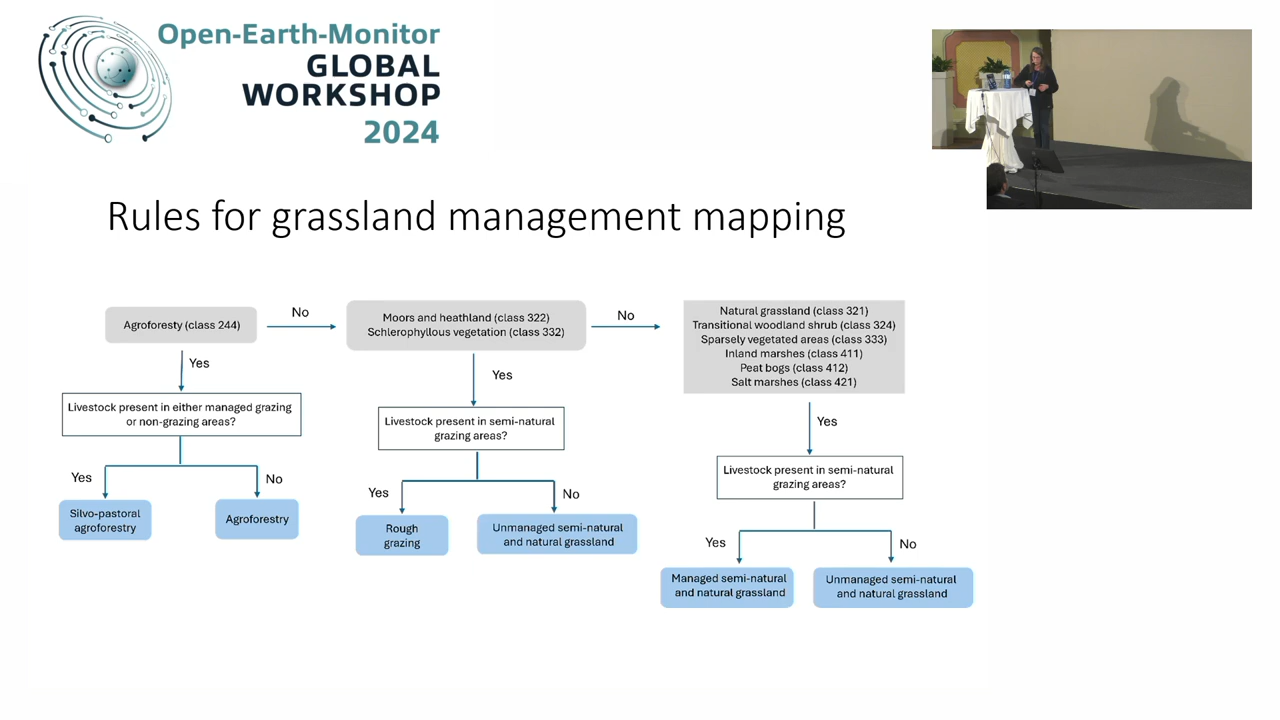 Open-Earth-Monitor
GLOBAL
WORKSHOP
2024
Rules for grassland management mapping
Agroforesty (class 244)
No
Moors and heathland (class 322)
Schlerophyllous vegetation (class 332)
No
Natural grassland (class 321)
Transitional woodland shrub (class 324)
Sparsely vegetated areas (class 333)
Inland marshes (class 411)
Peat bogs (class 412)
Salt marshes (class 421)
Yes
Livestock present in either managed grazing
or non-grazing areas?
Yes
No
Silvo-pastoral
agroforestry
Agroforestry
Yes
Livestock present in semi-natural
grazing areas?
Yes
No
Rough
grazing
Unmanaged semi-natural
and natural grassland
Yes
Livestock present in semi-natural
grazing areas?
Yes
No
Managed semi-natural
and natural grassland
Unmanaged semi-natural
and natural grassland